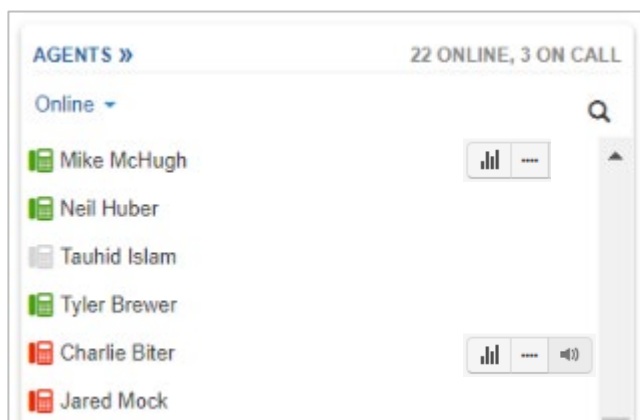 AGENTS » 22 ONLINE, 3 ON CALL
Online
Mike McHugh
Neil Huber
Tauhid Islam
Tyler Brewer
Charlie Biter
Jared Mock